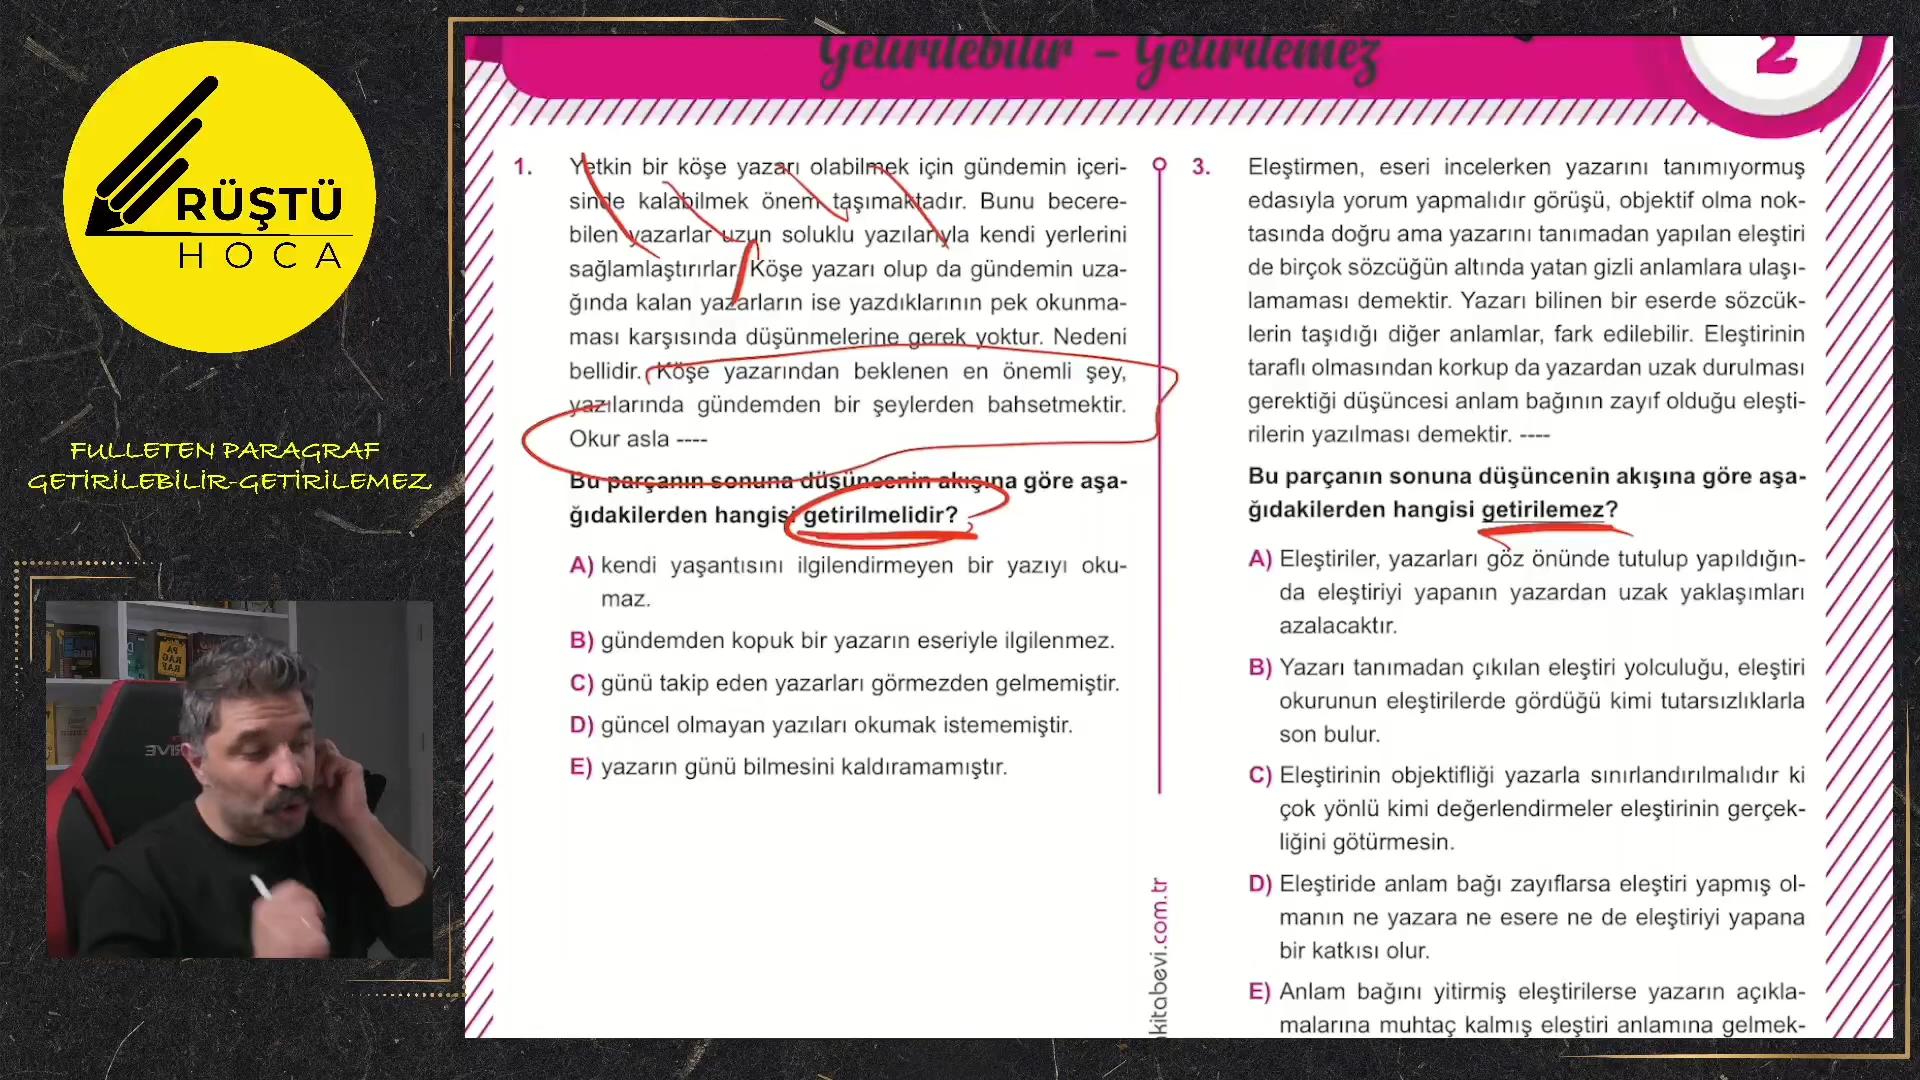 RÜŞTÜ
HOCA
FULLETEN PARAGRAF
GETİRİLEBİLİR-GETİRİLEMEZ
Getirilebilir – Getirilemez
2
1. Yetkin bir köşe yazarı olabilmek için gündemin içeri-
sinde kalabilmek önem taşımaktadır. Bunu becere-
bilen yazarlar uzun soluklu yazılarıyla kendi yerlerini
sağlamlaştırırlar. Köşe yazarı olup da gündemin uza-
ğında kalan yazarların ise yazdıklarının pek okunma-
ması karşısında düşünmelerine gerek yoktur. Nedeni
bellidir. Köşe yazarından beklenen en önemli şey,
yazılarında gündemden bir şeylerden bahsetmektir.
Okur asla ----
Bu parçanın sonuna düşüncenin akışına göre aşa-
ğıdakilerden hangisi getirilmelidir?
A) kendi yaşantısını ilgilendirmeyen bir yazıyı oku-
maz.
B) gündemden kopuk bir yazarın eseriyle ilgilenmez.
C) günü takip eden yazarları görmezden gelmemiştir.
D) güncel olmayan yazıları okumak istememiştir.
E) yazarın günü bilmesini kaldıramamıştır.
kitabevi.com.tr
3. Eleştirmen, eseri incelerken yazarını tanımıyormuş
edasıyla yorum yapmalıdır görüşü, objektif olma nok-
tasında doğru ama yazarını tanımadan yapılan eleştiri
de birçok sözcüğün altında yatan gizli anlamlara ulaşı-
lamaması demektir. Yazarı bilinen bir eserde sözcük-
lerin taşıdığı diğer anlamlar, fark edilebilir. Eleştirinin
taraflı olmasından korkup da yazardan uzak durulması
gerektiği düşüncesi anlam bağının zayıf olduğu eleşti-
rilerin yazılması demektir. ----
Bu parçanın sonuna düşüncenin akışına göre aşa-
ğıdakilerden hangisi getirilemez?
A) Eleştiriler, yazarları göz önünde tutulup yapıldığın-
da eleştiriyi yapanın yazardan uzak yaklaşımları
azalacaktır.
B) Yazarı tanımadan çıkılan eleştiri yolculuğu, eleştiri
okurunun eleştirilerde gördüğü kimi tutarsızlıklarla
son bulur.
C) Eleştirinin objektifliği yazarla sınırlandırılmalıdır ki
çok yönlü kimi değerlendirmeler eleştirinin gerçek-
liğini götürmesin.
D) Eleştiride anlam bağı zayıflarsa eleştiri yapmış ol-
manın ne yazara ne esere ne de eleştiriyi yapana
bir katkısı olur.
E) Anlam bağını yitirmiş eleştirilerse yazarın açıkla-
malarına muhtaç kalmış eleştiri anlamına gelmek-